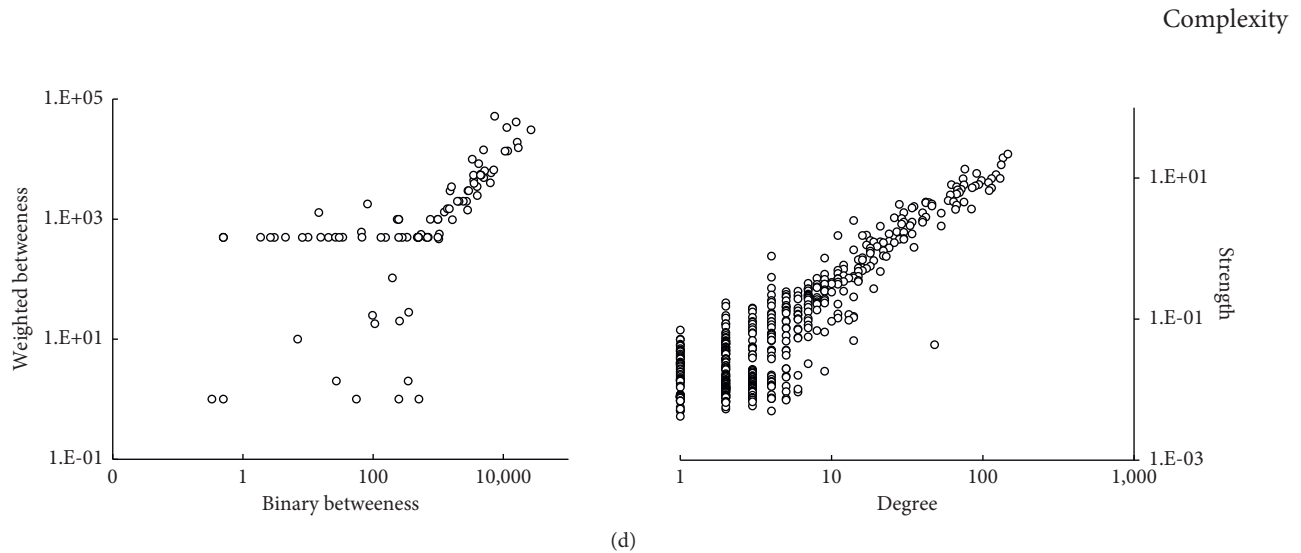 Complexity
1.E+05
1.E+03
1.E+01
1.E-01
Weighted betweeness
0
1
100
10,000
Binary betweeness
1.E+01
1.E-01
1.E-03
Strength
1
10
100
1,000
Degree
(d)